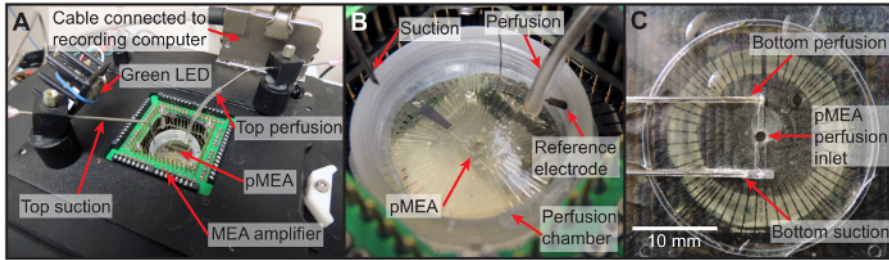 A
Cable connected to
recording computer
Green LED
Top perfusion
pMEA
Top suction
MEA amplifier
B
Suction
Perfusion
Reference
electrode
pMEA
Perfusion
chamber
C
Bottom perfusion
pMEA
perfusion
inlet
10 mm
Bottom suction